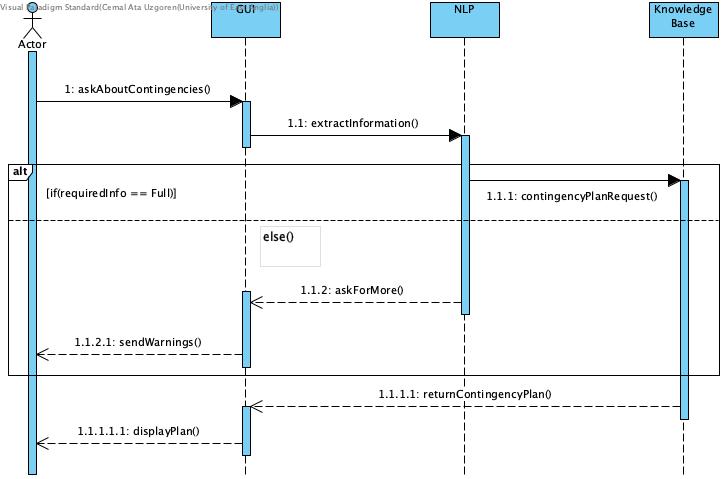 Visual Paradigm Standard(Cemal Ata Uzgoren(University of East Anglia))
GUI
NLP
Knowledge
Base
Actor
1: askAboutContingencies()
1.1: extractInformation()
alt
[if(requiredInfo == Full)]
1.1.1: contingencyPlanRequest()
else()
1.1.2: askForMore()
1.1.2.1: sendWarnings()
1.1.1.1: returnContingencyPlan()
1.1.1.1.1: displayPlan()